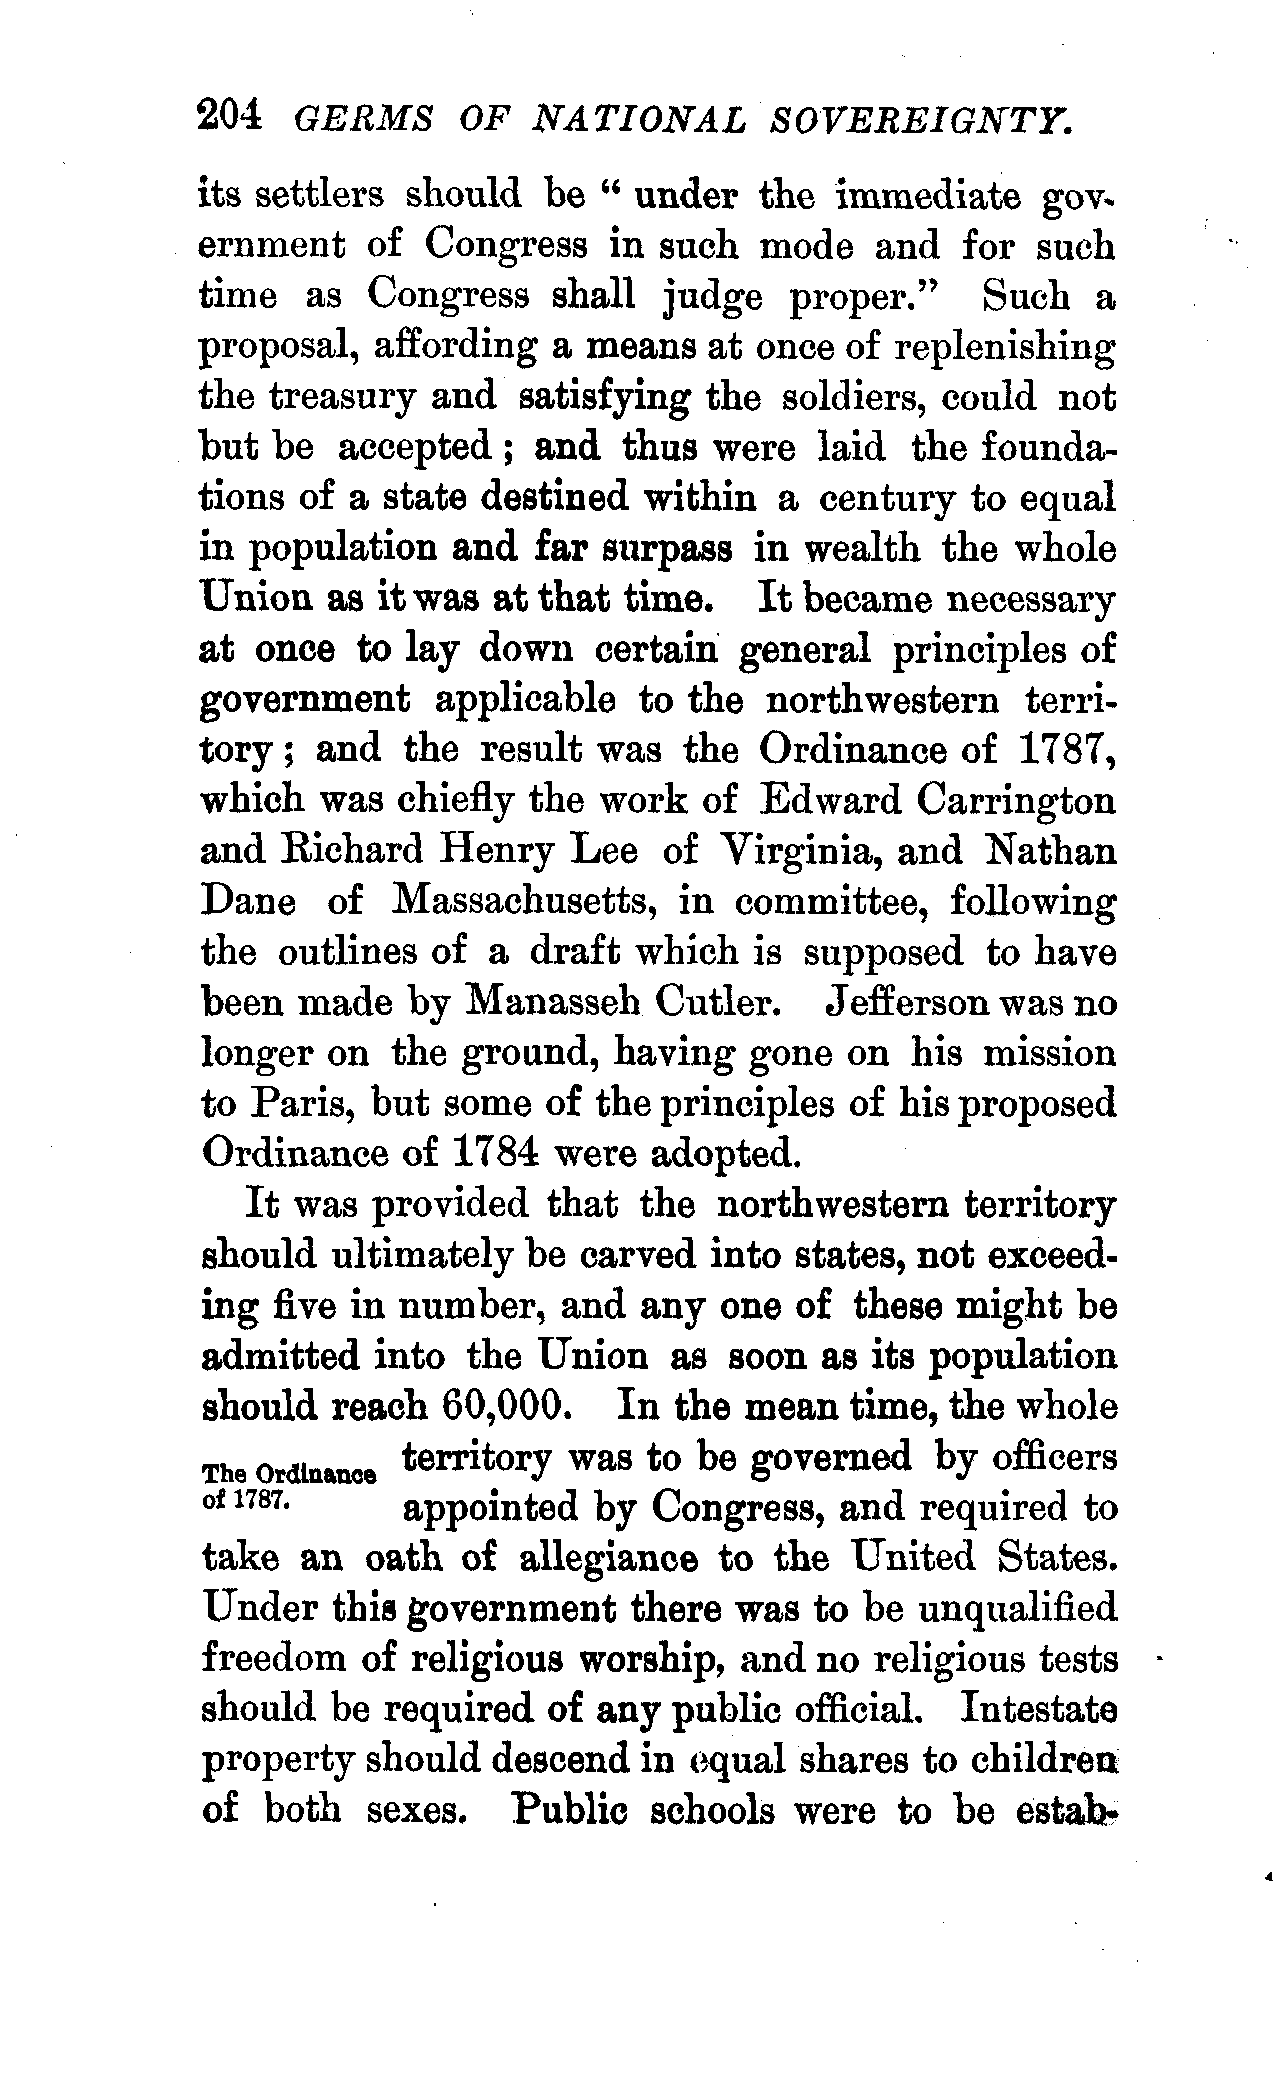 204 GERMS OF NATIONAL SOVEREIGNTY.
its settlers should be “ under the immediate gov-
ernment of Congress in such mode and for such
time as Congress shall judge proper.” Such a
proposal, affording a means at once of replenishing
the treasury and satisfying the soldiers, could not
but be accepted ; and thus were laid the founda-
tions of a state destined within a century to equal
in population and far surpass in wealth the whole
Union as it was at that time. It became necessary
at once to lay down certain general principles of
government applicable to the northwestern terri-
tory ; and the result was the Ordinance of 1787,
which was chiefly the work of Edward Carrington
and Richard Henry Lee of Virginia, and Nathan
Dane of Massachusetts, in committee, following
the outlines of a draft which is supposed to have
been made by Manasseh Cutler. Jefferson was no
longer on the ground, having gone on his mission
to Paris, but some of the principles of his proposed
Ordinance of 1784 were adopted.
It was provided that the northwestern territory
should ultimately be carved into states, not exceed-
ing five in number, and any one of these might be
admitted into the Union as soon as its population
should reach 60,000. In the mean time, the whole
The Ordinance
of 1787.
territory was to be governed by officers
appointed by Congress, and required to
take an oath of allegiance to the United States.
Under this government there was to be unqualified
freedom of religious worship, and no religious tests
should be required of any public official. Intestate
property should descend in equal shares to children
of both sexes. Public schools were to be estab-